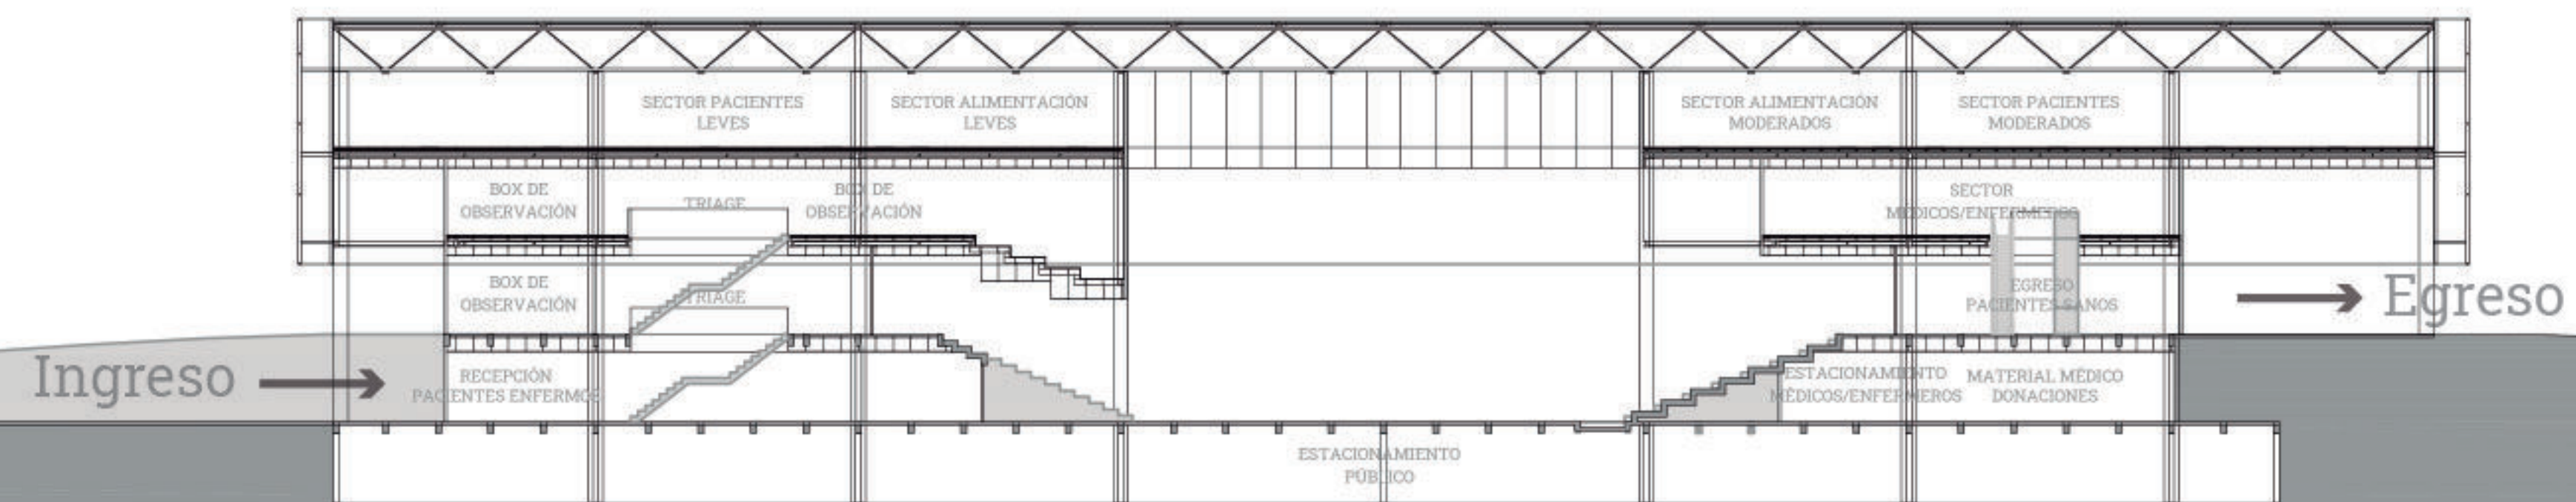 SECTOR PACIENTES
LEVES
SECTOR ALIMENTACIÓN
LEVES
SECTOR ALIMENTACIÓN
MODERADOS
SECTOR PACIENTES
MODERADOS
BOX DE
OBSERVACIÓN
TRIAGE
BOX DE
OBSERVACIÓN
SECTOR
MÉDICOS/ENFERMEROS
BOX DE
OBSERVACIÓN
TRIAGE
EGRESO
PACIENTES SANOS
Egreso
Ingreso
RECEPCIÓN
PACIENTES ENFERMOS
ESTACIONAMIENTO
MÉDICOS/ENFERMEROS
MATERIAL MÉDICO
DONACIONES
ESTACIONAMIENTO
PÚBLICO